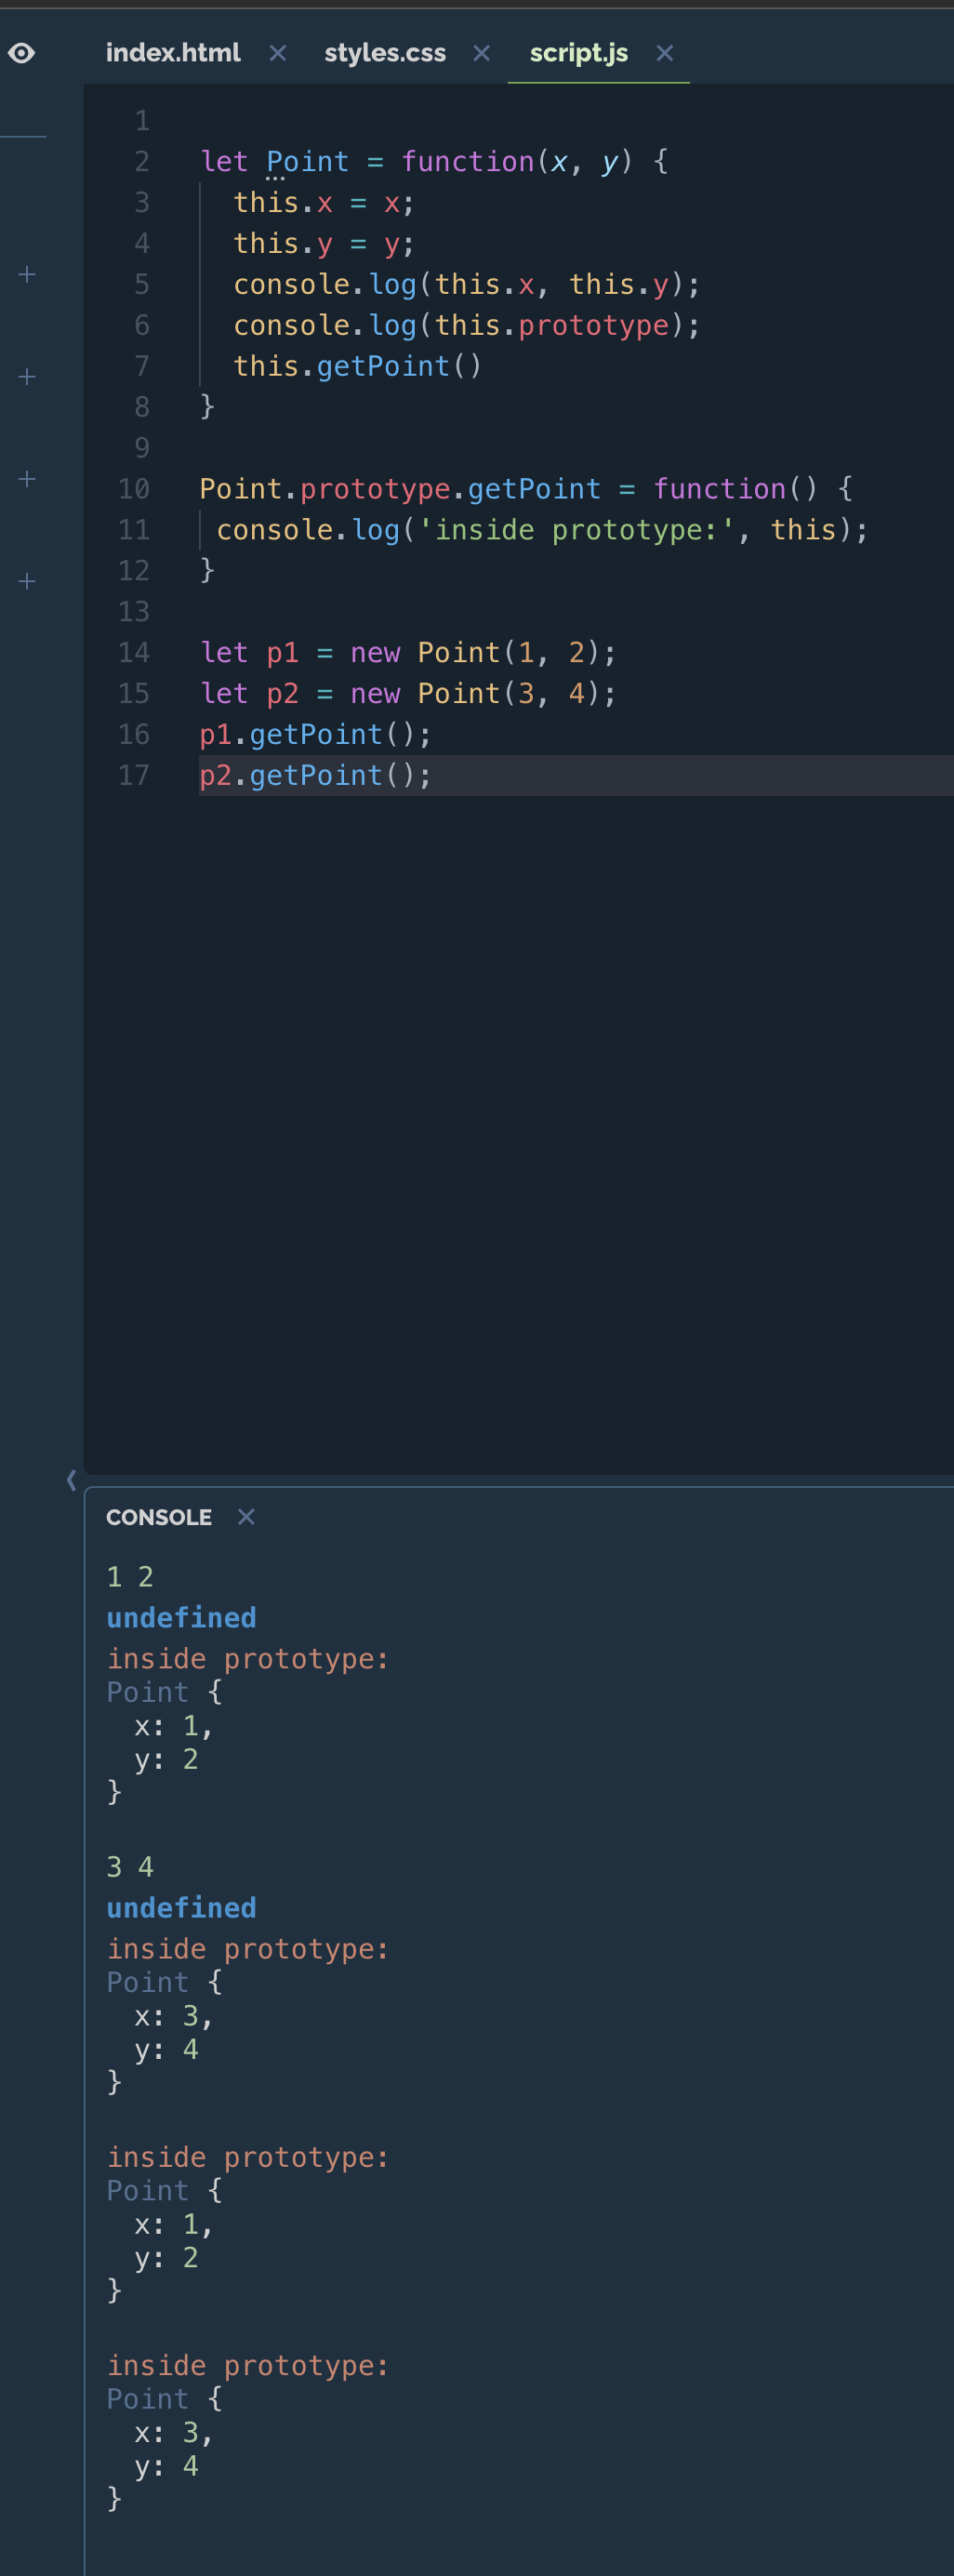 index.html styles.css script.js
1
2 let Point = function(x, y) {
3 this.x = x;
4 this.y = y;
5 console.log(this.x, this.y);
6 console.log(this.prototype);
7 this.getPoint()
8 }
9
10 Point.prototype.getPoint = function() {
11 console.log('inside prototype:', this);
12 }
13
14 let p1 = new Point(1, 2);
15 let p2 = new Point(3, 4);
16 p1.getPoint();
17 p2.getPoint();
CONSOLE
1 2
undefined
inside prototype:
Point {
x: 1,
y: 2
}
3 4
undefined
inside prototype:
Point {
x: 3,
y: 4
}
inside prototype:
Point {
x: 1,
y: 2
}
inside prototype:
Point {
x: 3,
y: 4
}